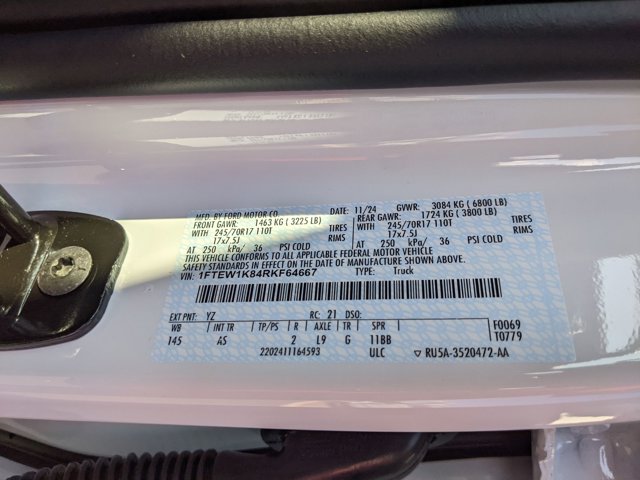 MFD. BY FORD MOTOR CO. DATE: 11/24 GVWR: 3084 KG ( 6800 LB)
FRONT GAWR: 1463 KG ( 3225 LB) REAR GAWR: 1724 KG ( 3800 LB)
WITH 245/70R17 110T TIRES WITH 245/70R17 110T TIRES
17x7.5J RIMS 17x7.5J RIMS
AT 250 kPa/ 36 PSI COLD AT 250 kPa/ 36 PSI COLD
THIS VEHICLE CONFORMS TO ALL APPLICABLE FEDERAL MOTOR VEHICLE
SAFETY AND THEFT PREVENTION STANDARDS IN EFFECT ON THE DATE OF MANUFACTURE SHOWN ABOVE.
VIN: 1FTEW1K84RKF64667 TYPE: Truck
EXT PNT: YZ RC: 21 DSO: F0069
WB INT TR TP/PS R AXLE TR SPR T0779
145 AS 2 L9 G 11BB
2202411164593 ULC ▽ RU5A-3520472-AA